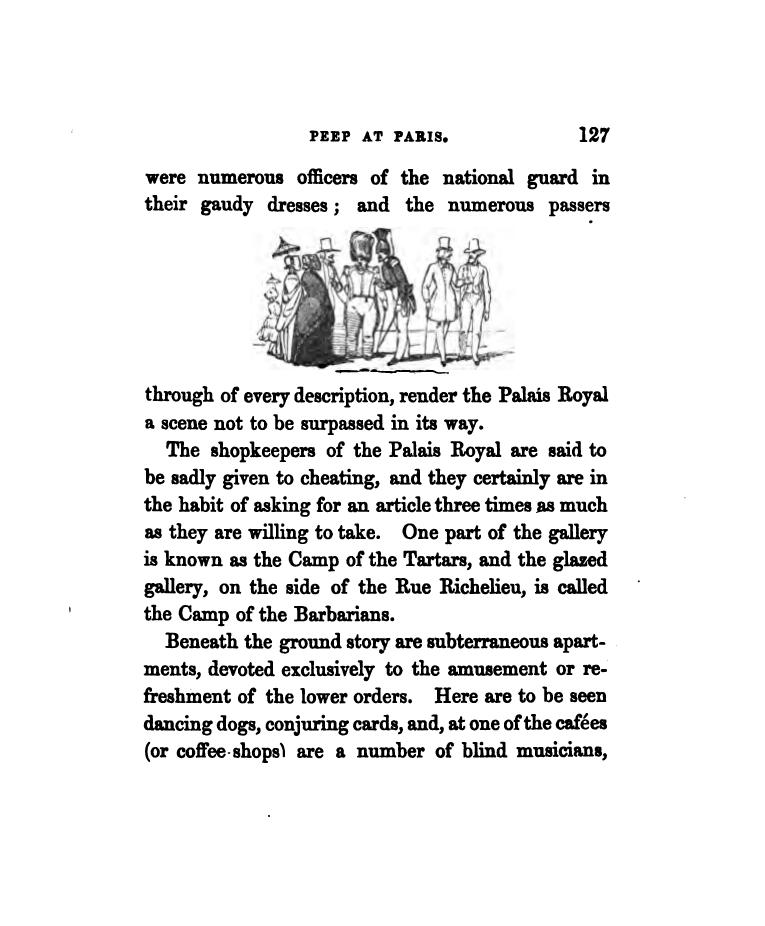 PEEP AT PARIS. 127
were numerous officers of the national guard in
their gaudy dresses; and the numerous passers
through of every description, render the Palais Royal
a scene not to be surpassed in its way.
The shopkeepers of the Palais Royal are said to
be sadly given to cheating, and they certainly are in
the habit of asking for an article three times as much
as they are willing to take. One part of the gallery
is known as the Camp of the Tartars, and the glazed
gallery, on the side of the Rue Richelieu, is called
the Camp of the Barbarians.
Beneath the ground story are subterraneous apart-
ments, devoted exclusively to the amusement or re-
freshment of the lower orders. Here are to be seen
dancing dogs, conjuring cards, and, at one of the cafées
(or coffee-shops) are a number of blind musicians,